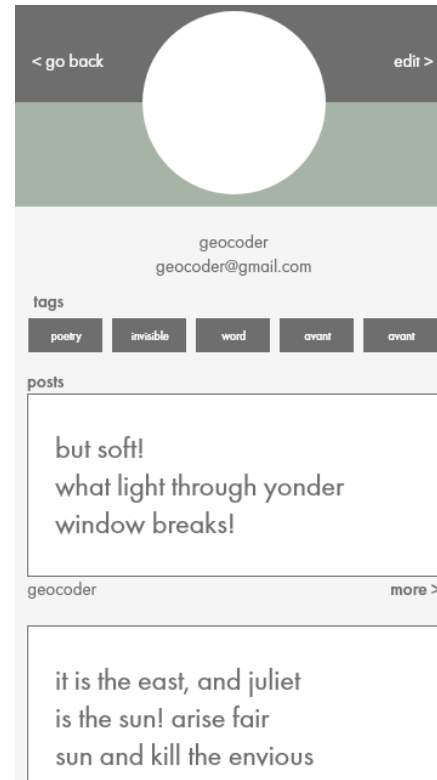 < go back
edit >
geocoder
geocoder@gmail.com
tags
poetry invisible word avant avant
posts
but soft!
what light through yonder
window breaks!
geocoder
more >
it is the east, and juliet
is the sun! arise fair
sun and kill the envious